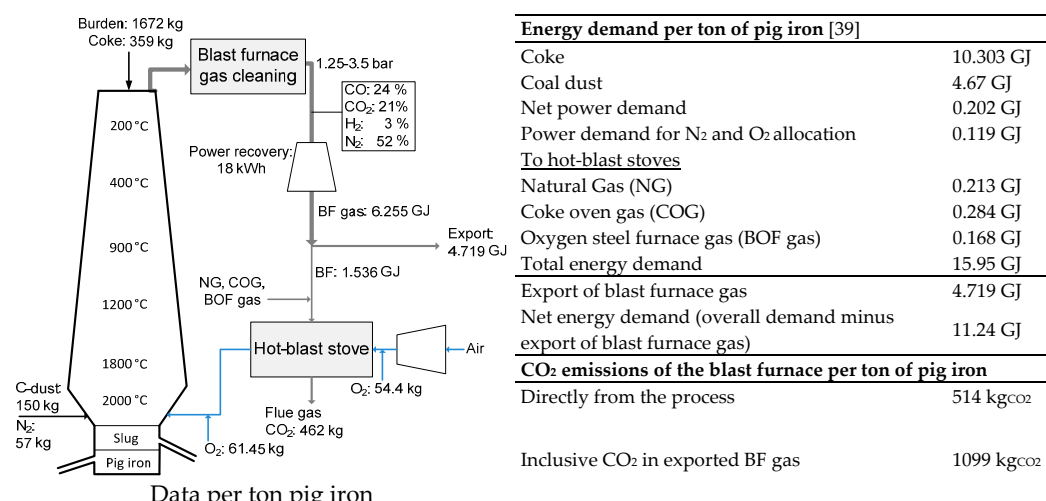 Burden: 1672 kg
Coke: 359 kg
Blast furnace
gas cleaning
1.25-3.5 bar
CO: 24 %
CO2: 21%
H2: 3 %
N2: 52 %
200 °C
Power recovery:
18 kWh
400 °C
BF gas: 6.255 GJ
900 °C
Export:
4.719 GJ
BF: 1.536 GJ
NG, COG,
BOF gas
1200 °C
Hot-blast stove
Air
1800 °C
O2: 54.4 kg
C-dust:
150 kg
2000 °C
N2:
57 kg
Flue gas
CO2: 462 kg
Slug
O2: 61.45 kg
Pig iron
Data per ton pig iron
Energy demand per ton of pig iron [39]
Coke 10.303 GJ
Coal dust 4.67 GJ
Net power demand 0.202 GJ
Power demand for N2 and O2 allocation 0.119 GJ
To hot-blast stoves
Natural Gas (NG) 0.213 GJ
Coke oven gas (COG) 0.284 GJ
Oxygen steel furnace gas (BOF gas) 0.168 GJ
Total energy demand 15.95 GJ
Export of blast furnace gas 4.719 GJ
Net energy demand (overall demand minus
export of blast furnace gas) 11.24 GJ
CO2 emissions of the blast furnace per ton of pig iron
Directly from the process 514 kgCO2
Inclusive CO2 in exported BF gas 1099 kgCO2